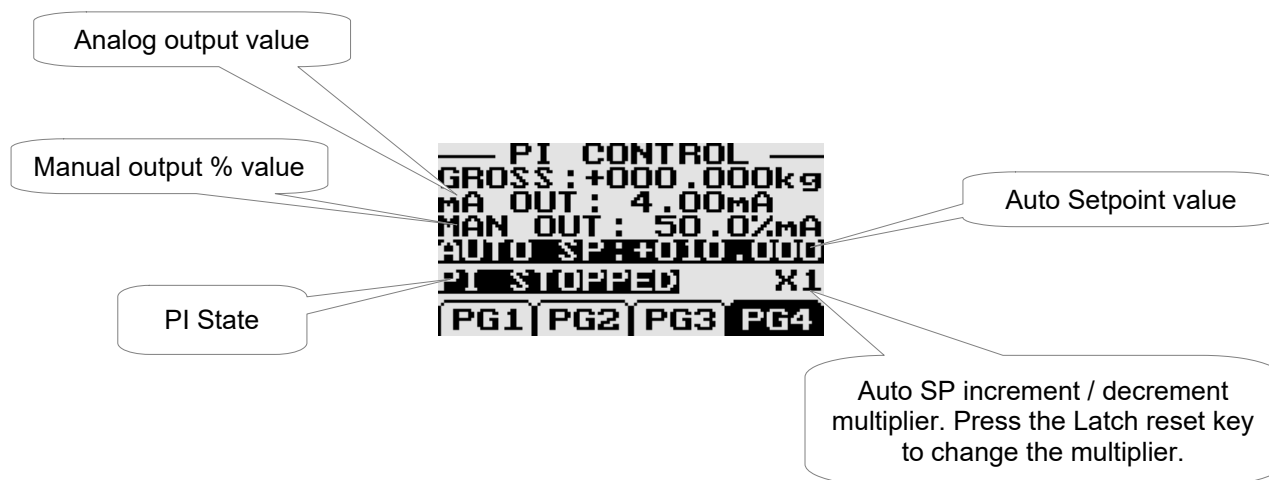 Analog output value
Manual output % value
PI State
PI CONTROL
GROSS:+000.000kg
mA OUT: 4.00mA
MAN OUT: 50.0%mA
AUTO SP:+010.000
PI STOPPED X1
PG1 PG2 PG3 PG4
Auto Setpoint value
Auto SP increment / decrement
multiplier. Press the Latch reset key
to change the multiplier.